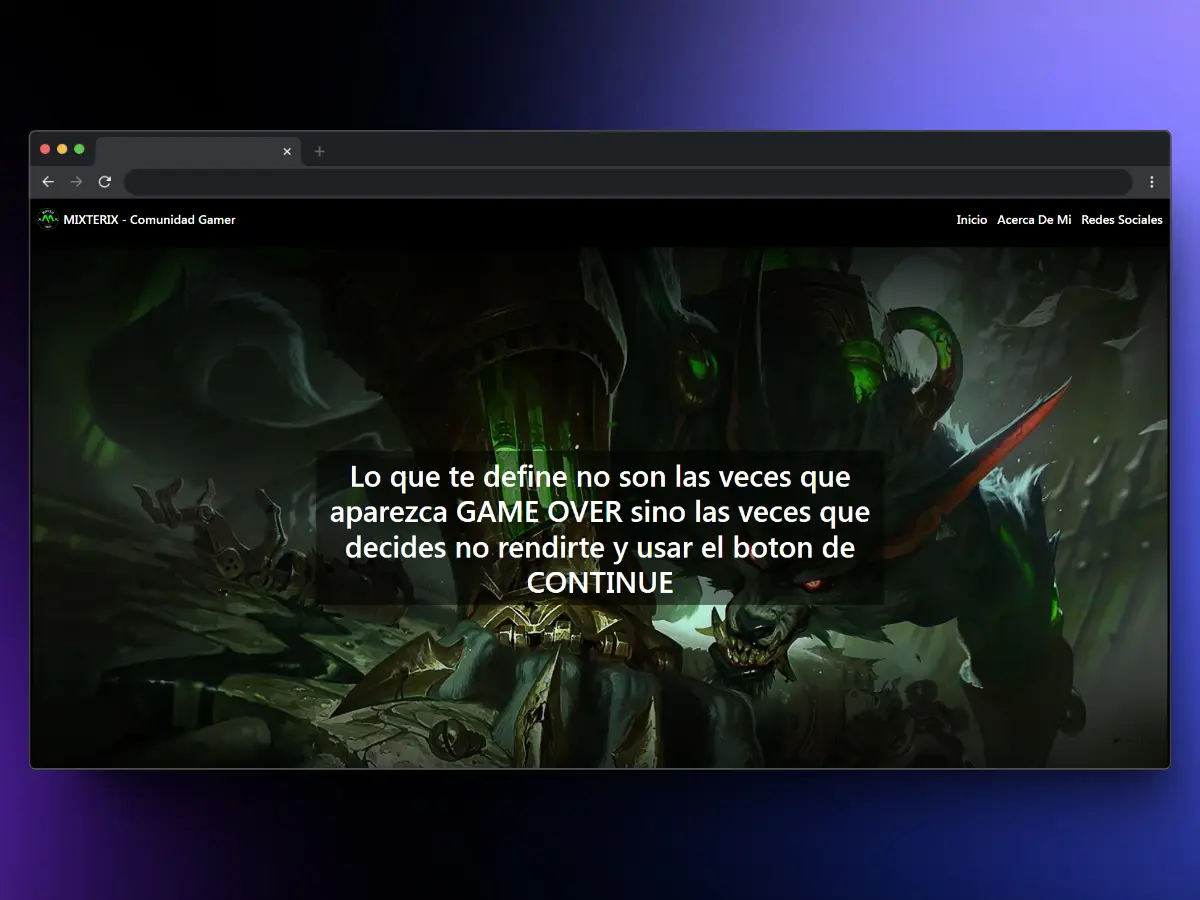 MIXTERIX - Comunidad Gamer
Inicio Acerca De Mi Redes Sociales
Lo que te define no son las veces que
aparezca GAME OVER sino las veces que
decides no rendirte y usar el boton de
CONTINUE